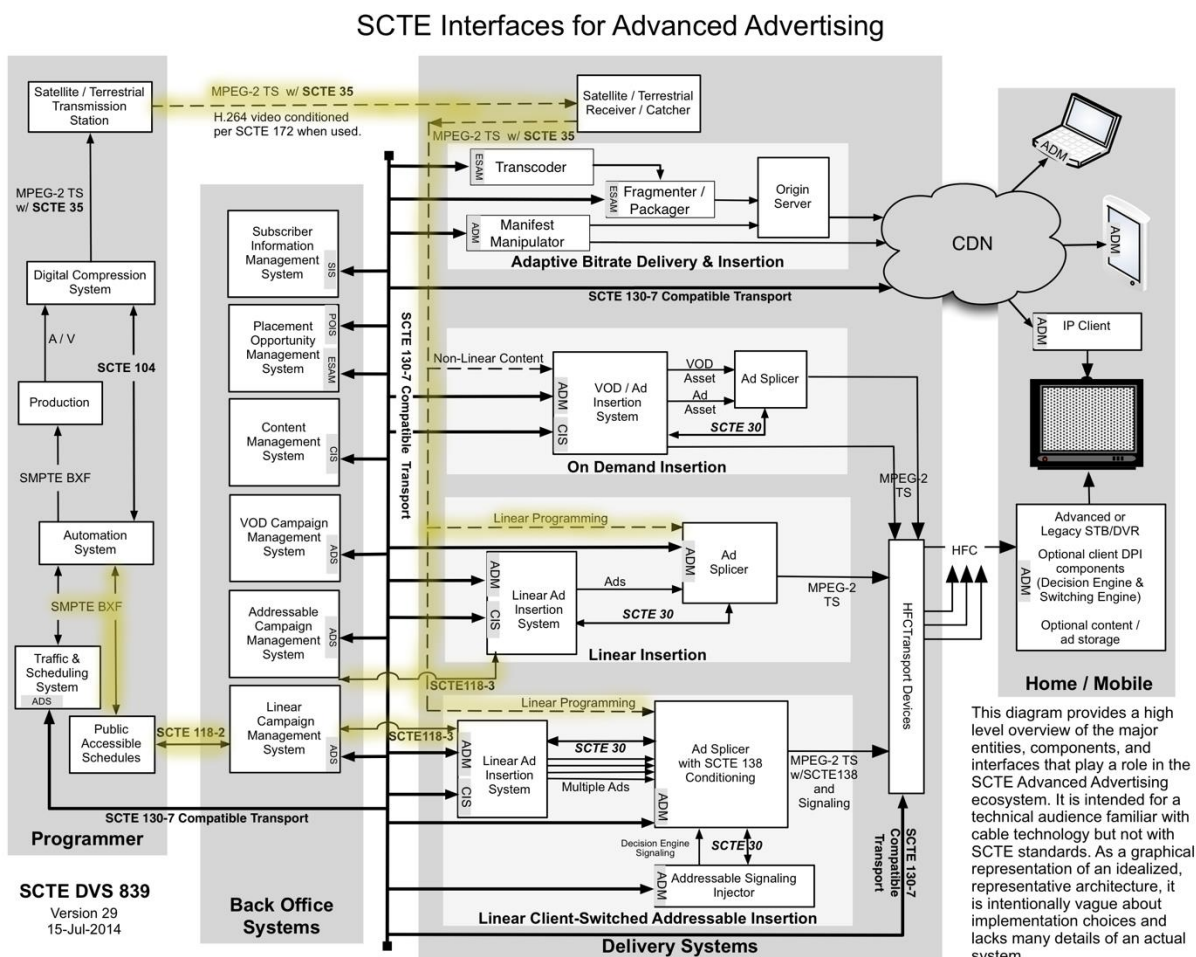 SCTE Interfaces for Advanced Advertising
Satellite / Terrestrial
Transmission
Station
MPEG-2 TS w/ SCTE 35
H.264 video conditioned
per SCTE 172 when used.
Satellite / Terrestrial
Receiver / Catcher
MPEG-2 TS w/ SCTE 35
MPEG-2 TS
w/ SCTE 35
Digital Compression
System
A / V
SCTE 104
Production
SMPTE BXF
Automation
System
SMPTE BXF
Traffic &
Scheduling
System
ADS
Public
Accessible
Schedules
SCTE 118-2
SCTE 130-7 Compatible Transport
Programmer
SCTE DVS 839
Version 29
15-Jul-2014
Subscriber
Information
Management
System
SIS
Placement
Opportunity
Management
System
POIS
ESAM
Content
Management
System
CIS
VOD Campaign
Management
System
ADS
Addressable
Campaign
Management
System
ADS
Linear
Campaign
Management
System
ADS
Back Office
Systems
SCTE 130-7 Compatible Transport
SCTE118-3
SCTE118-3
ESAM
Transcoder
ESAM
Fragmenter /
Packager
Origin
Server
ADM
Manifest
Manipulator
Adaptive Bitrate Delivery & Insertion
SCTE 130-7 Compatible Transport
Non-Linear Content
ADM
CIS
VOD / Ad
Insertion
System
VOD
Asset
Ad
Asset
Ad Splicer
SCTE 30
On Demand Insertion
MPEG-2
TS
Linear Programming
ADM
CIS
Linear Ad
Insertion
System
Ads
SCTE 30
ADM
Ad
Splicer
MPEG-2
TS
Linear Insertion
Linear Programming
ADM
CIS
Linear Ad
Insertion
System
SCTE 30
Multiple Ads
Ad Splicer
with SCTE 138
Conditioning
ADM
MPEG-2 TS
w/SCTE138
and
Signaling
Decision Engine
Signaling
SCTE 30
ADM
Addressable Signaling
Injector
Linear Client-Switched Addressable Insertion
Delivery Systems
HFCTransport Devices
SCTE 130-7
Compatible
Transport
HFC
CDN
ADM
ADM
ADM
IP Client
ADM
Advanced or
Legacy STB/DVR
Optional client DPI
components
(Decision Engine &
Switching Engine)
Optional content /
ad storage
Home / Mobile
This diagram provides a high
level overview of the major
entities, components, and
interfaces that play a role in the
SCTE Advanced Advertising
ecosystem. It is intended for a
technical audience familiar with
cable technology but not with
SCTE standards. As a graphical
representation of an idealized,
representative architecture, it
is intentionally vague about
implementation choices and
lacks many details of an actual
system.